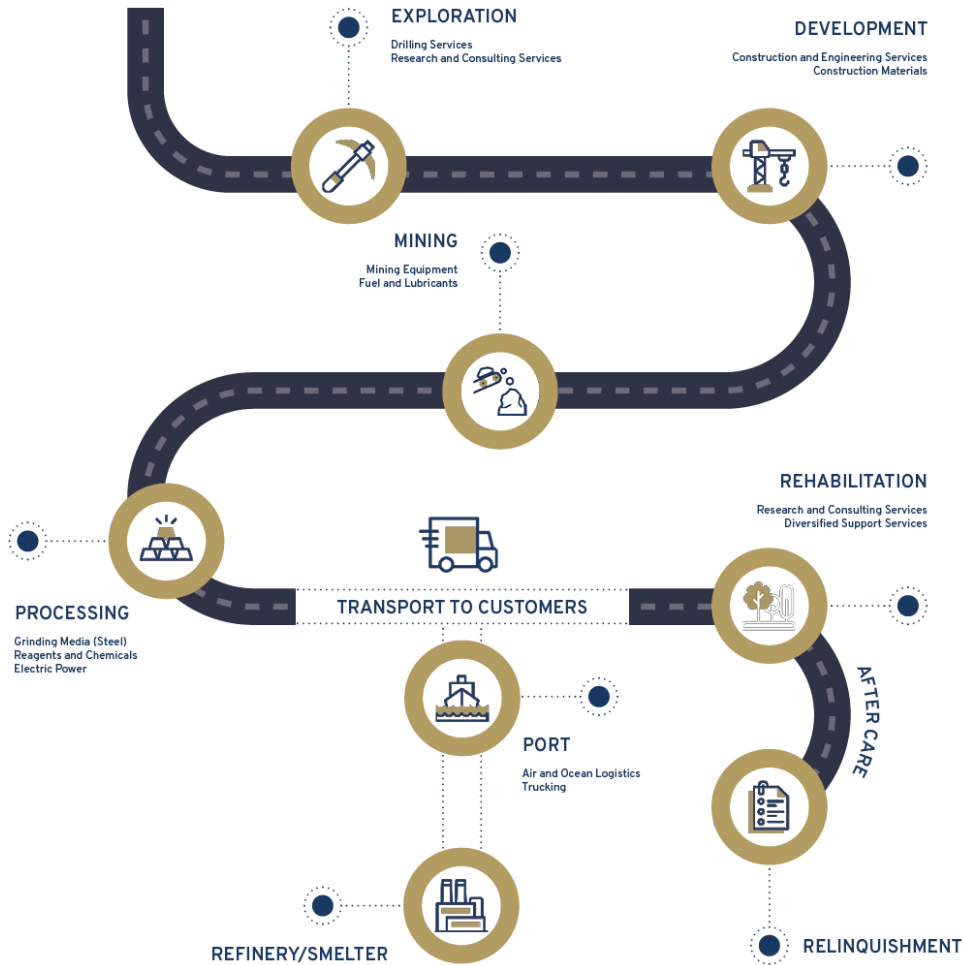 EXPLORATION
Drilling Services
Research and Consulting Services
DEVELOPMENT
Construction and Engineering Services
Construction Materials
MINING
Mining Equipment
Fuel and Lubricants
PROCESSING
Grinding Media (Steel)
Reagents and Chemicals
Electric Power
TRANSPORT TO CUSTOMERS
PORT
Air and Ocean Logistics
Trucking
REFINERY/SMELTER
REHABILITATION
Research and Consulting Services
Diversified Support Services
AFTER CARE
RELINQUISHMENT